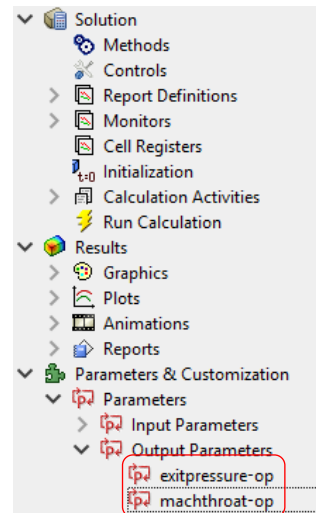 Solution
Methods
Controls
Report Definitions
Monitors
Cell Registers
t=0 Initialization
Calculation Activities
Run Calculation
Results
Graphics
Plots
Animations
Reports
Parameters & Customization
Parameters
Input Parameters
Output Parameters
exitpressure-op
machthroat-op